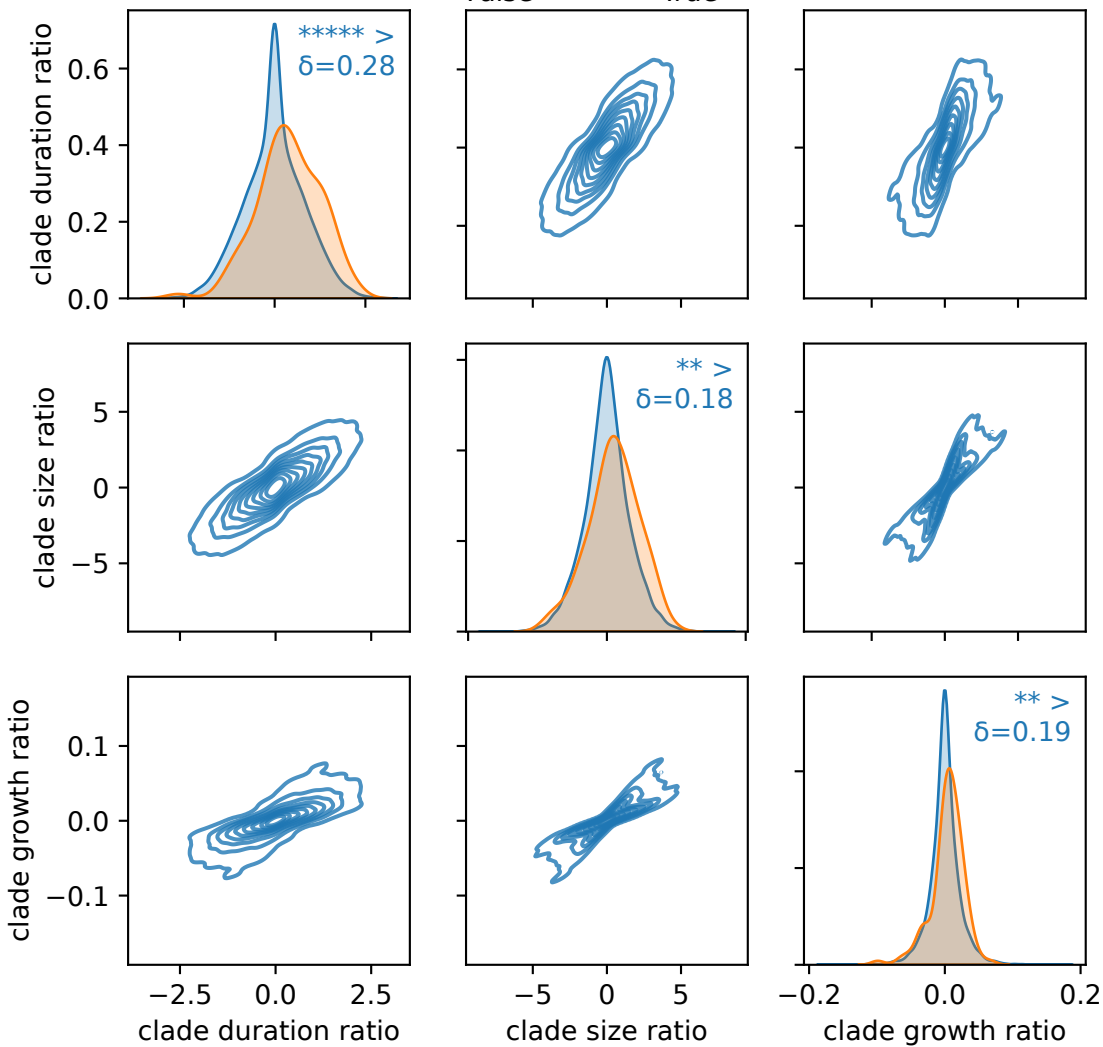 ***** >
δ=0.28
clade duration ratio
0.6
0.4
0.2
0.0
** >
δ=0.18
clade size ratio
5
0
−5
** >
δ=0.19
clade growth ratio
0.1
0.0
−0.1
−2.5 0.0 2.5 −5 0 5 −0.2 0.0 0.2
clade duration ratio clade size ratio clade growth ratio